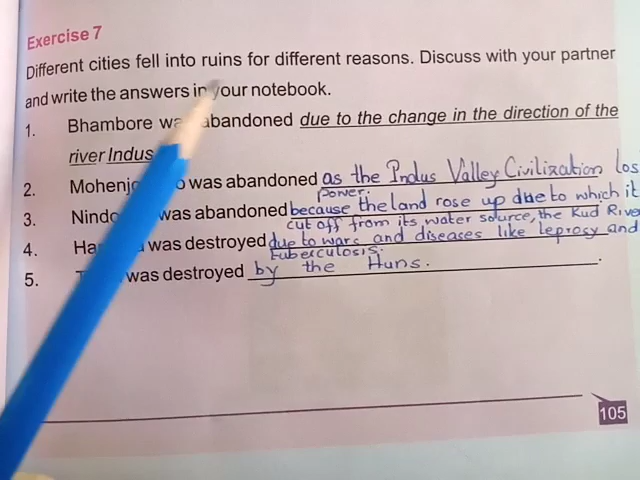 Exercise 7
Different cities fell into ruins for different reasons. Discuss with your partner
and write the answers in your notebook.
1. Bhambore was abandoned due to the change in the direction of the
river Indus
2. was abandoned as the Indus Valley Civilization los
power.
3. was abandoned because the land rose up due to which it
cut off from its water source, the Kud River
4. was destroyed due to wars and diseases like leprosy and
tuberculosis.
5. was destroyed by the Huns.
105